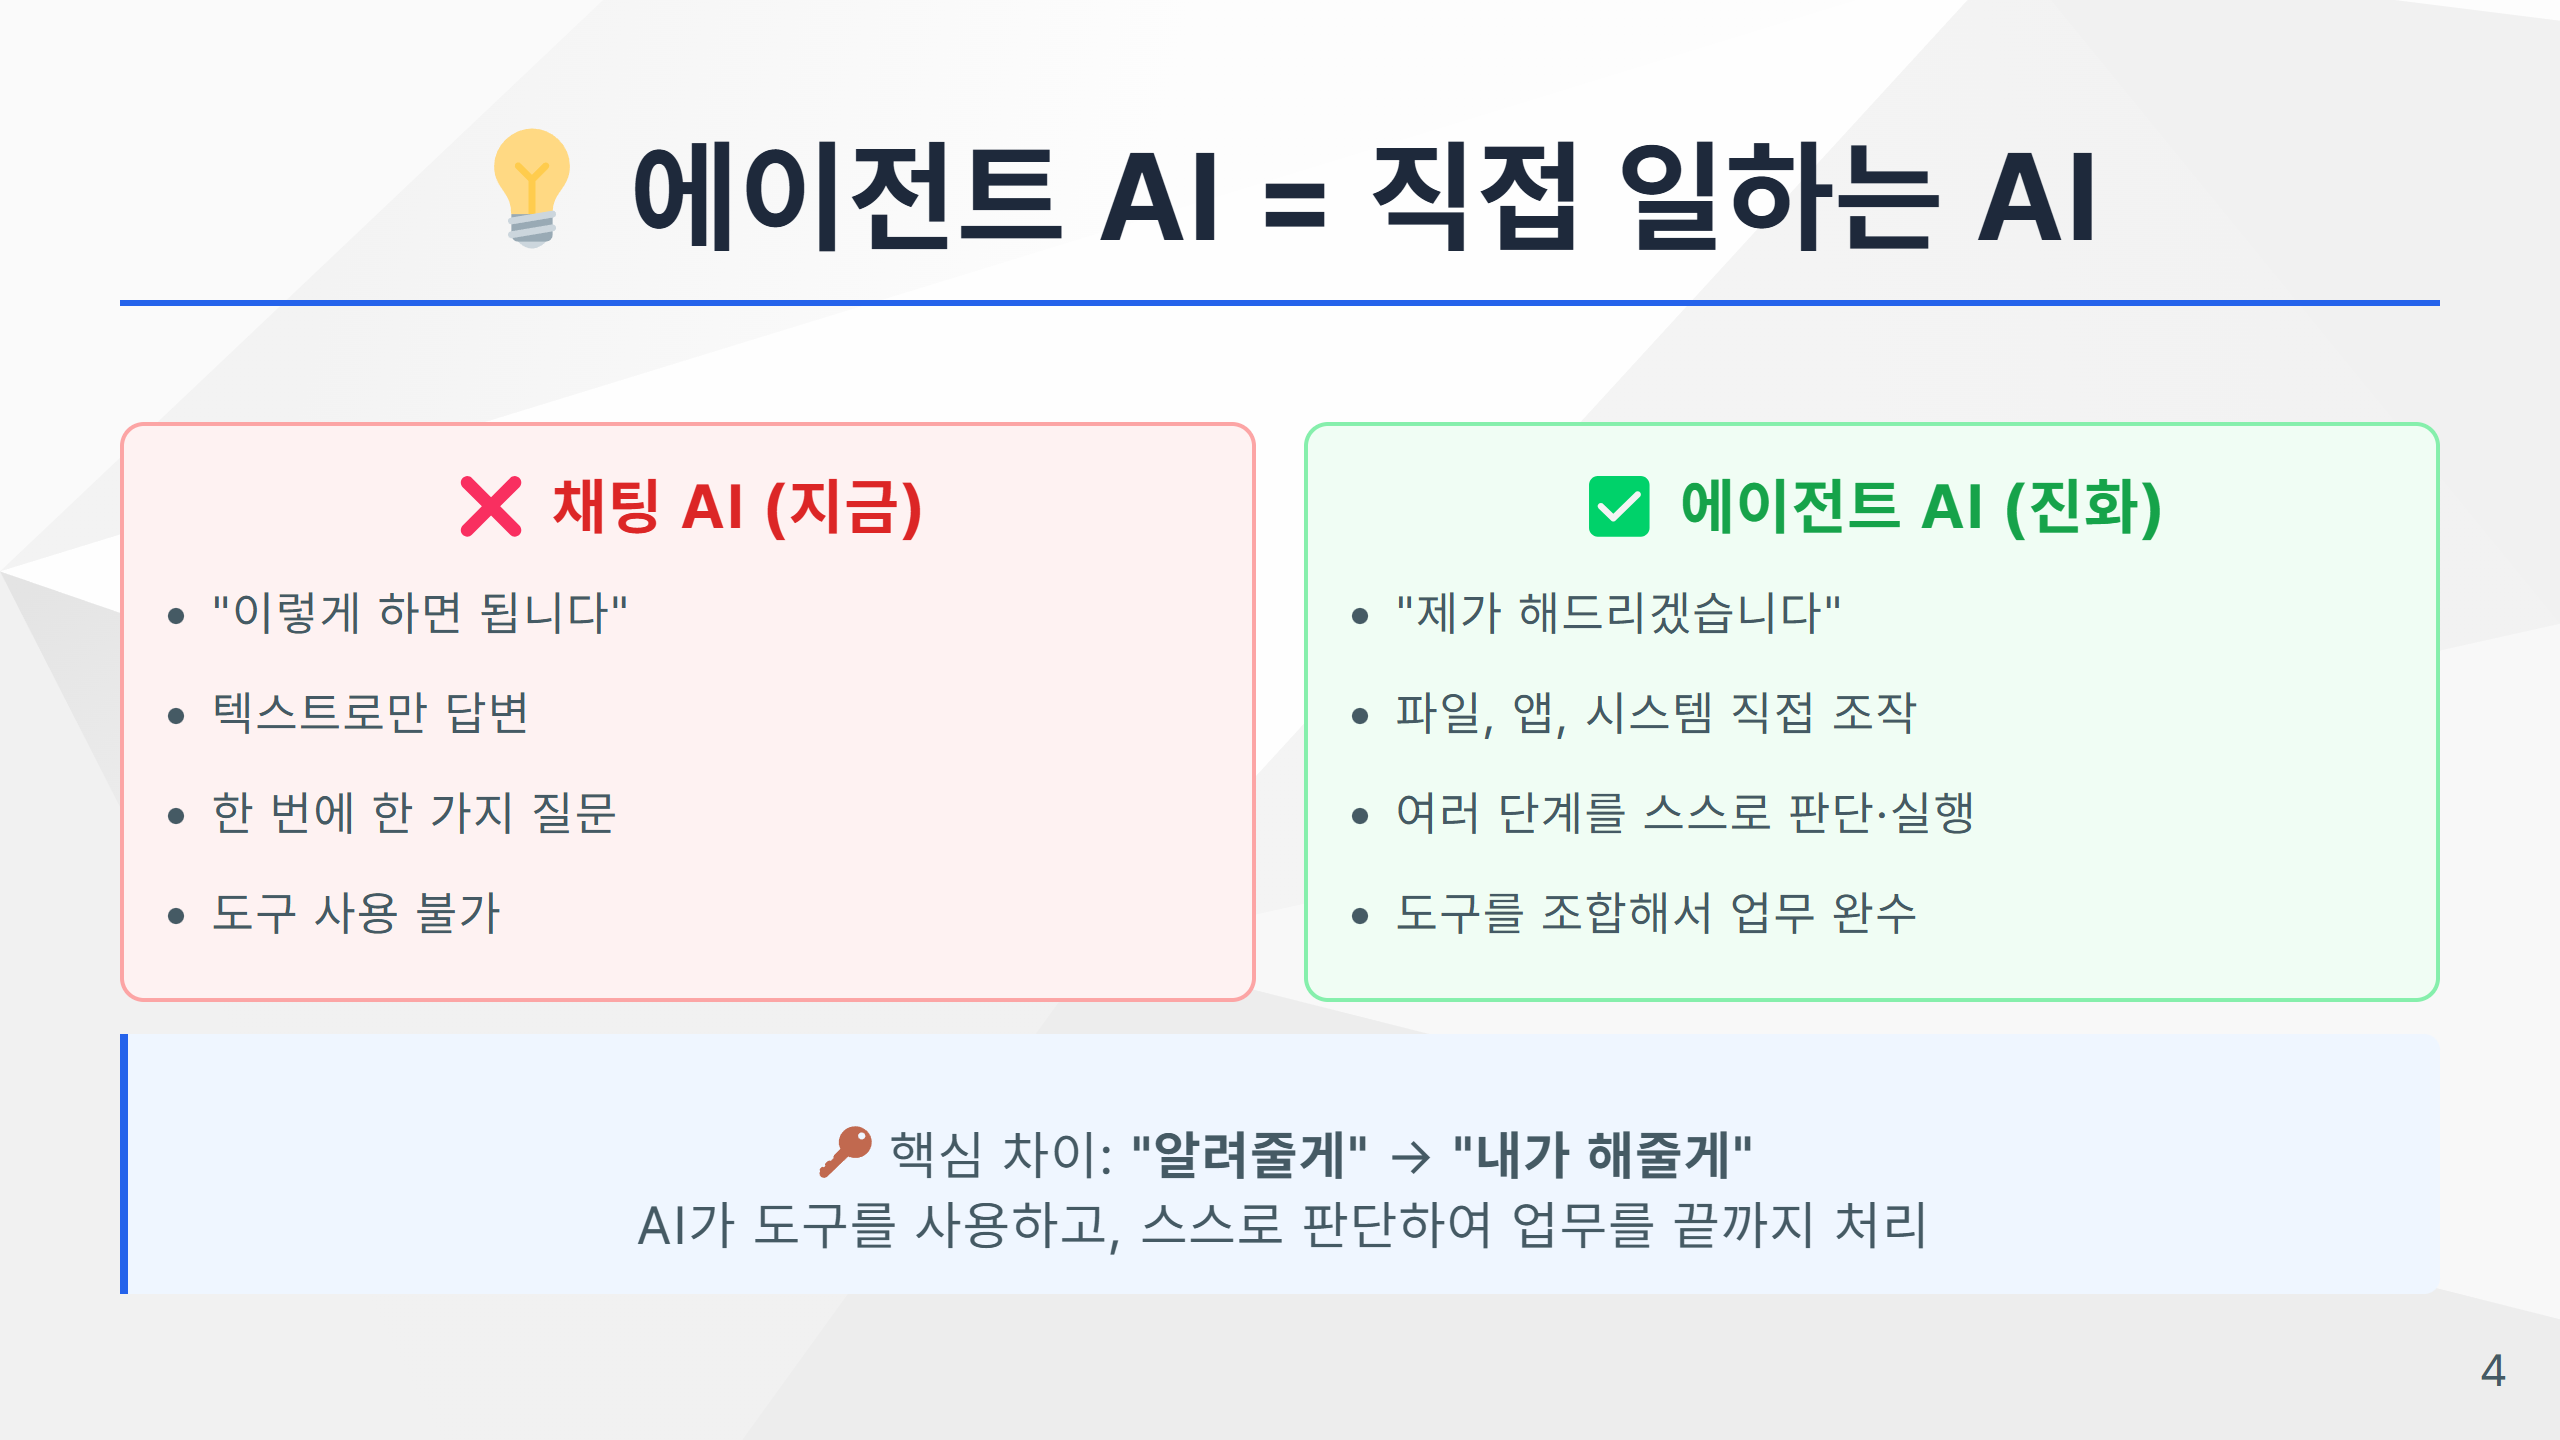 💡 에이전트 AI = 직접 일하는 AI
❌ 채팅 AI (지금)
• "이렇게 하면 됩니다"
• 텍스트로만 답변
• 한 번에 한 가지 질문
• 도구 사용 불가
✅ 에이전트 AI (진화)
• "제가 해드리겠습니다"
• 파일, 앱, 시스템 직접 조작
• 여러 단계를 스스로 판단·실행
• 도구를 조합해서 업무 완수
🔑 핵심 차이: "알려줄게" → "내가 해줄게"
AI가 도구를 사용하고, 스스로 판단하여 업무를 끝까지 처리
4